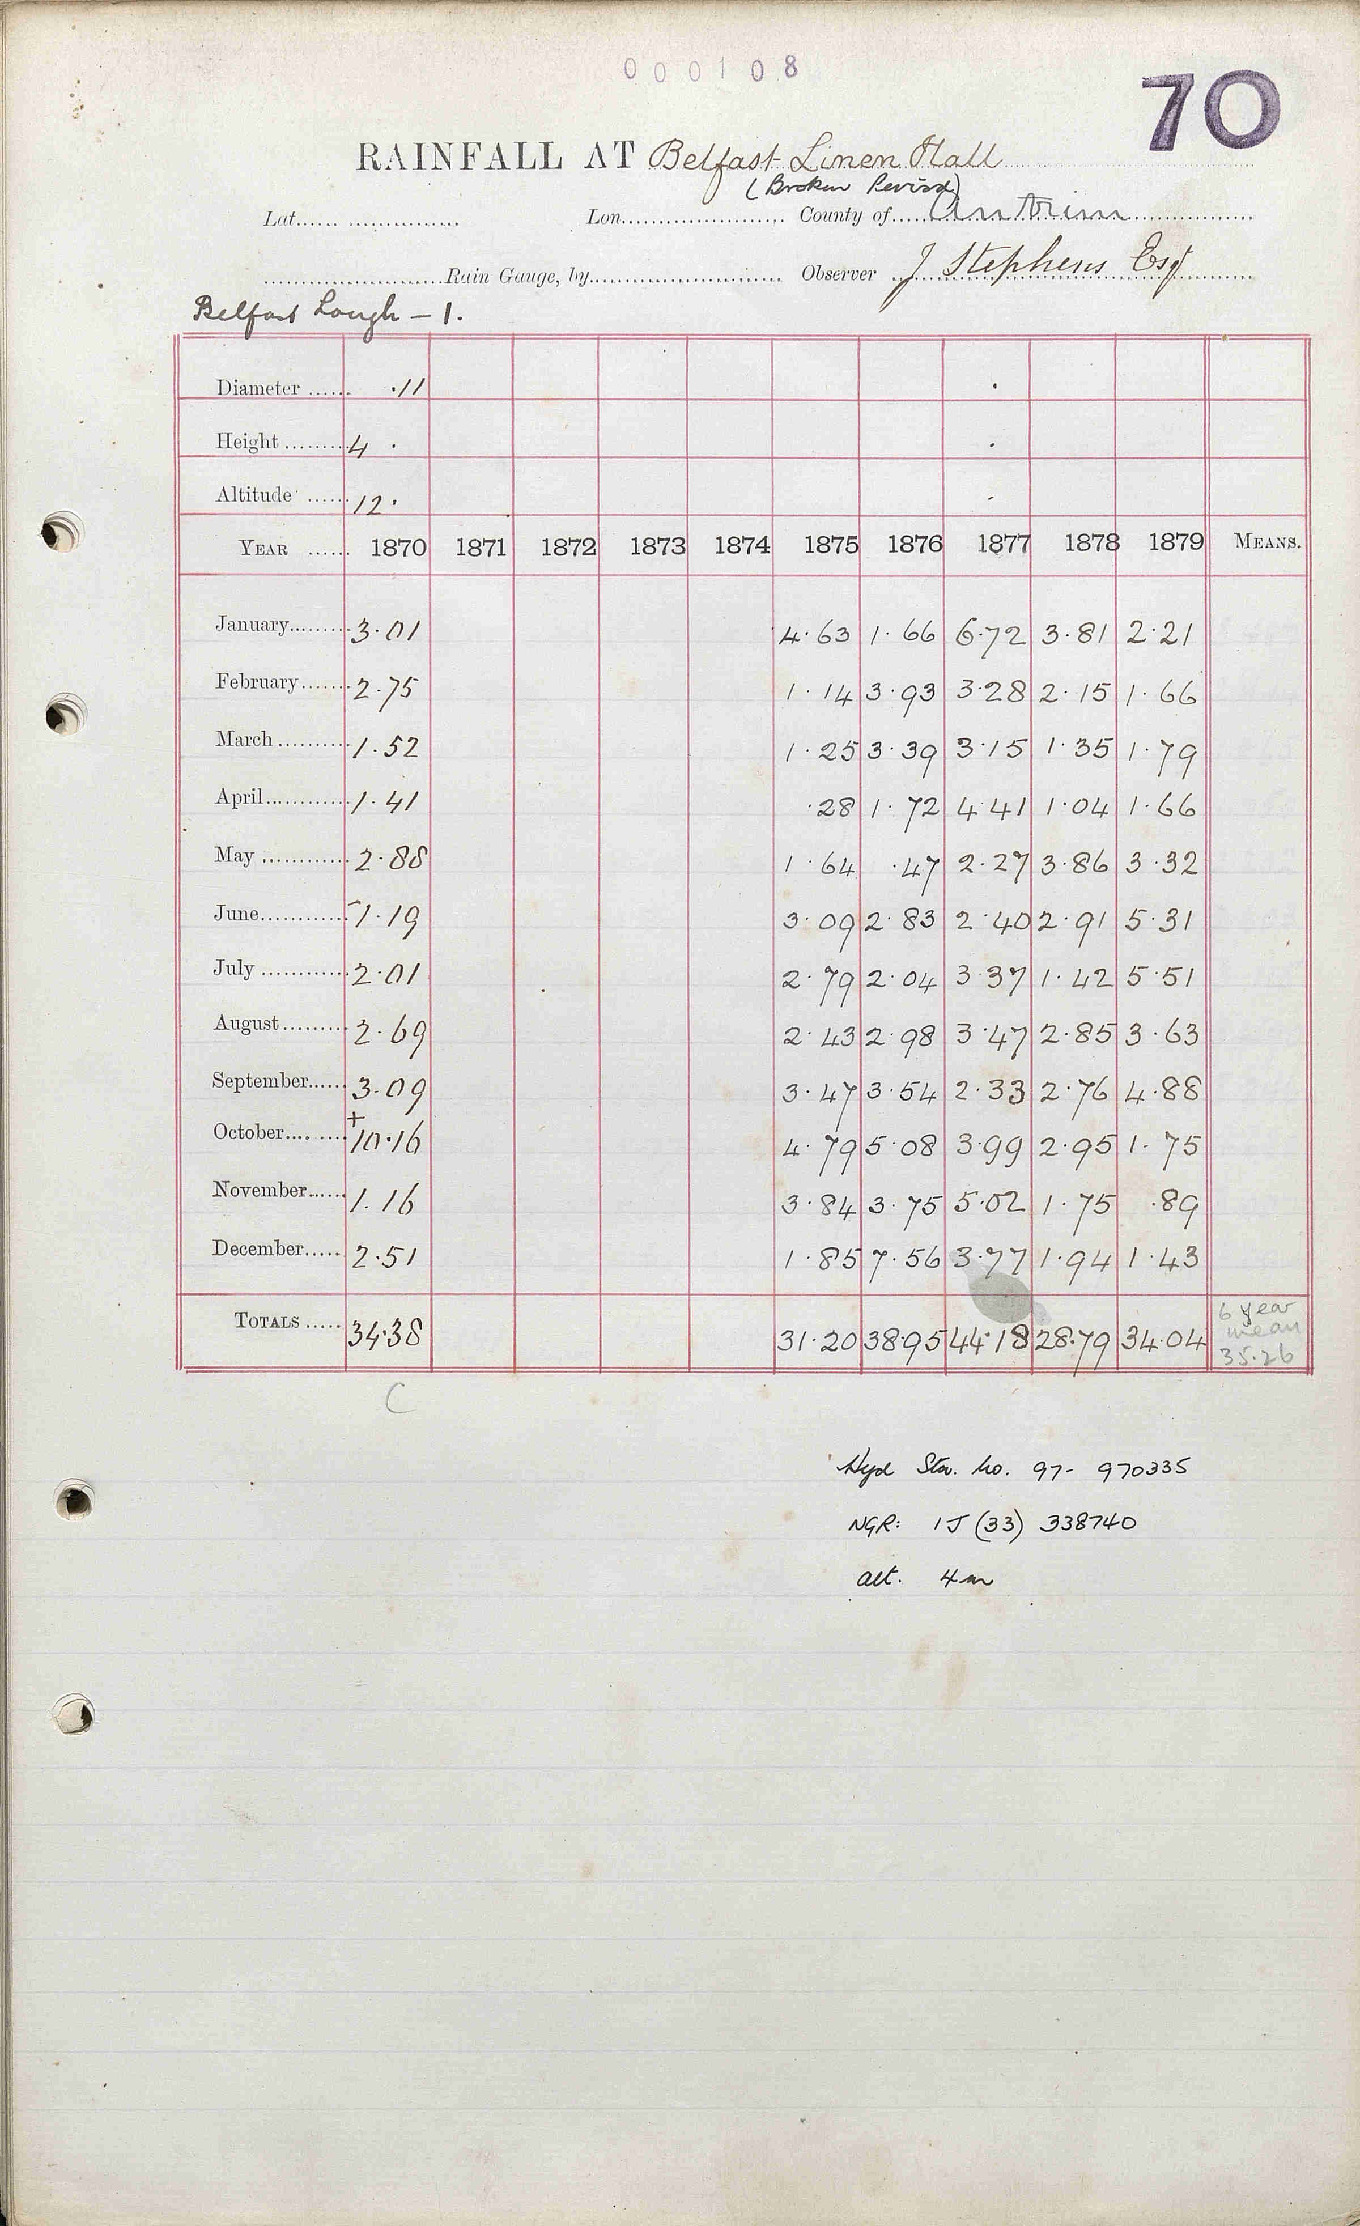 000108
70
RAINFALL AT Belfast Linen Hall
(Broken Period)
Lat. Lon. County of Antrim
Rain Gauge, by Observer J Stephens Esqr
Belfast Lough - 1.
Diameter ·11
Height 4 ·
Altitude 12·
YEAR 1870 1871 1872 1873 1874 1875 1876 1877 1878 1879 MEANS.
January 3·01 4·63 1·66 6·72 3·81 2·21
February 2·75 1·14 3·93 3·28 2·15 1·66
March 1·52 1·25 3·39 3·15 1·35 1·79
April 1·41 ·28 1·72 4·41 1·04 1·66
May 2·88 1·64 ·47 2·27 3·86 3·32
June 1·19 3·09 2·83 2·40 2·91 5·31
July 2·01 2·79 2·04 3·37 1·42 5·51
August 2·69 2·43 2·98 3·47 2·85 3·63
September 3·09 3·47 3·54 2·33 2·76 4·88
October +10·16 4·79 5·08 3·99 2·95 1·75
November 1·16 3·84 3·75 5·02 1·75 ·89
December 2·51 1·85 7·56 3·77 1·94 1·43
TOTALS 34·38 31·20 38·95 44·18 28·79 34·04 6 year mean 35·26
C
Hyd Stn. No. 97- 970335
NGR: IJ (33) 338740
alt. 4m